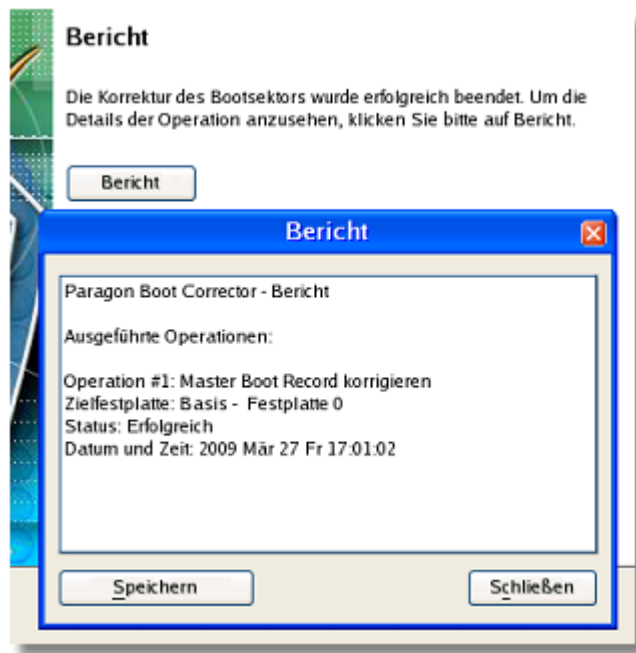 Bericht
Die Korrektur des Bootsektors wurde erfolgreich beendet. Um die
Details der Operation anzusehen, klicken Sie bitte auf Bericht.
Bericht
Bericht
Paragon Boot Corrector - Bericht
Ausgeführte Operationen:
Operation #1: Master Boot Record korrigieren
Zielfestplatte: Basis - Festplatte 0
Status: Erfolgreich
Datum und Zeit: 2009 Mär 27 Fr 17:01:02
Speichern
Schließen